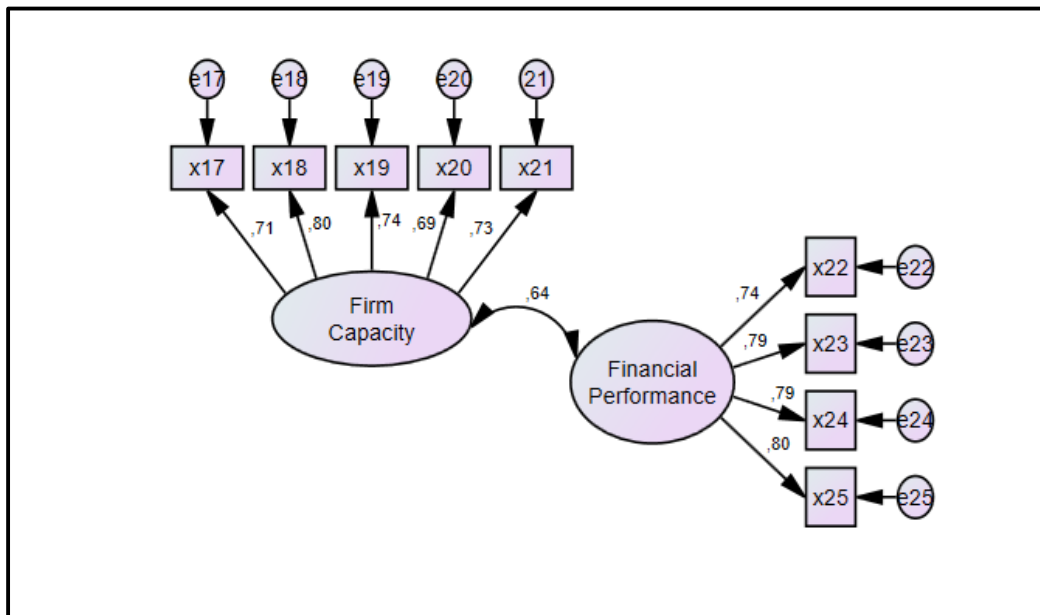 e17 e18 e19 e20 21
x17 x18 x19 x20 x21
,71 ,80 ,74 ,69 ,73
Firm
Capacity
,64
Financial
Performance
,74 x22 e22
,79 x23 e23
,79 x24 e24
,80 x25 e25